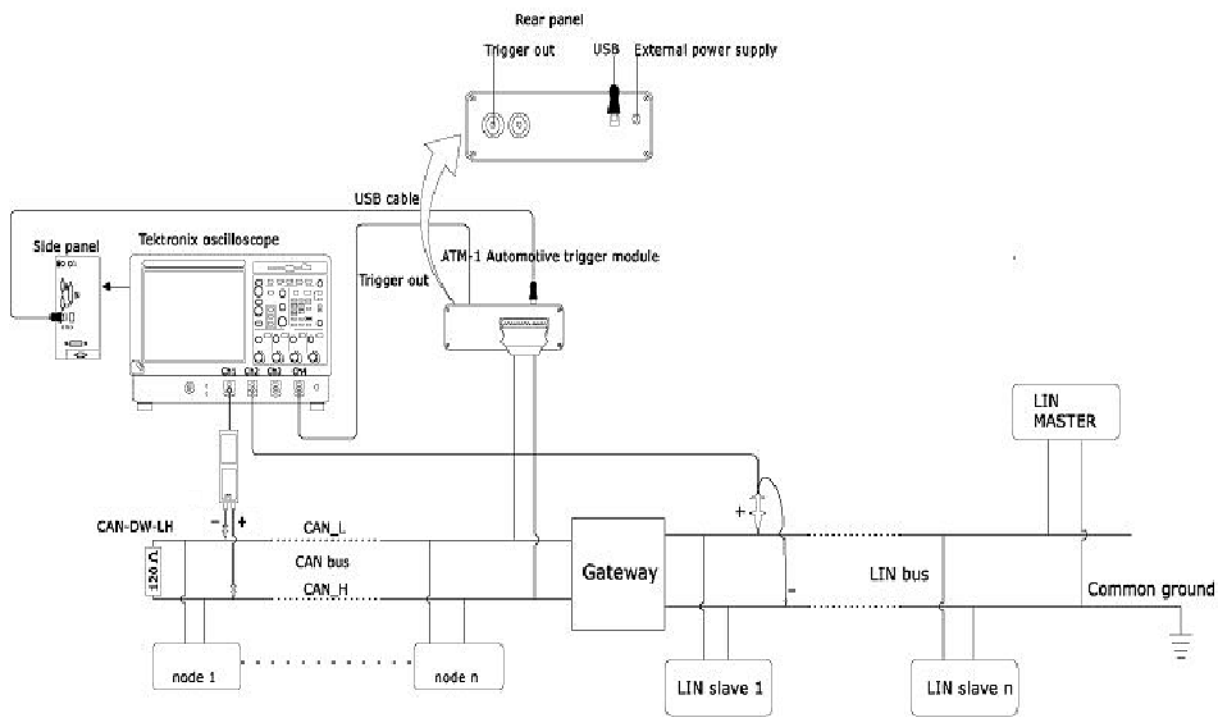 Rear panel
Trigger out
USB
External power supply
USB cable
Side panel
Tektronix oscilloscope
ATM-1 Automotive trigger module
Trigger out
Ch1 Ch2 Ch3 Ch4
LIN
MASTER
- +
+
CAN-DW-LH
CAN_L
120 Ω
CAN bus
Gateway
LIN bus
-
CAN_H
Common ground
node 1
node n
LIN slave 1
LIN slave n